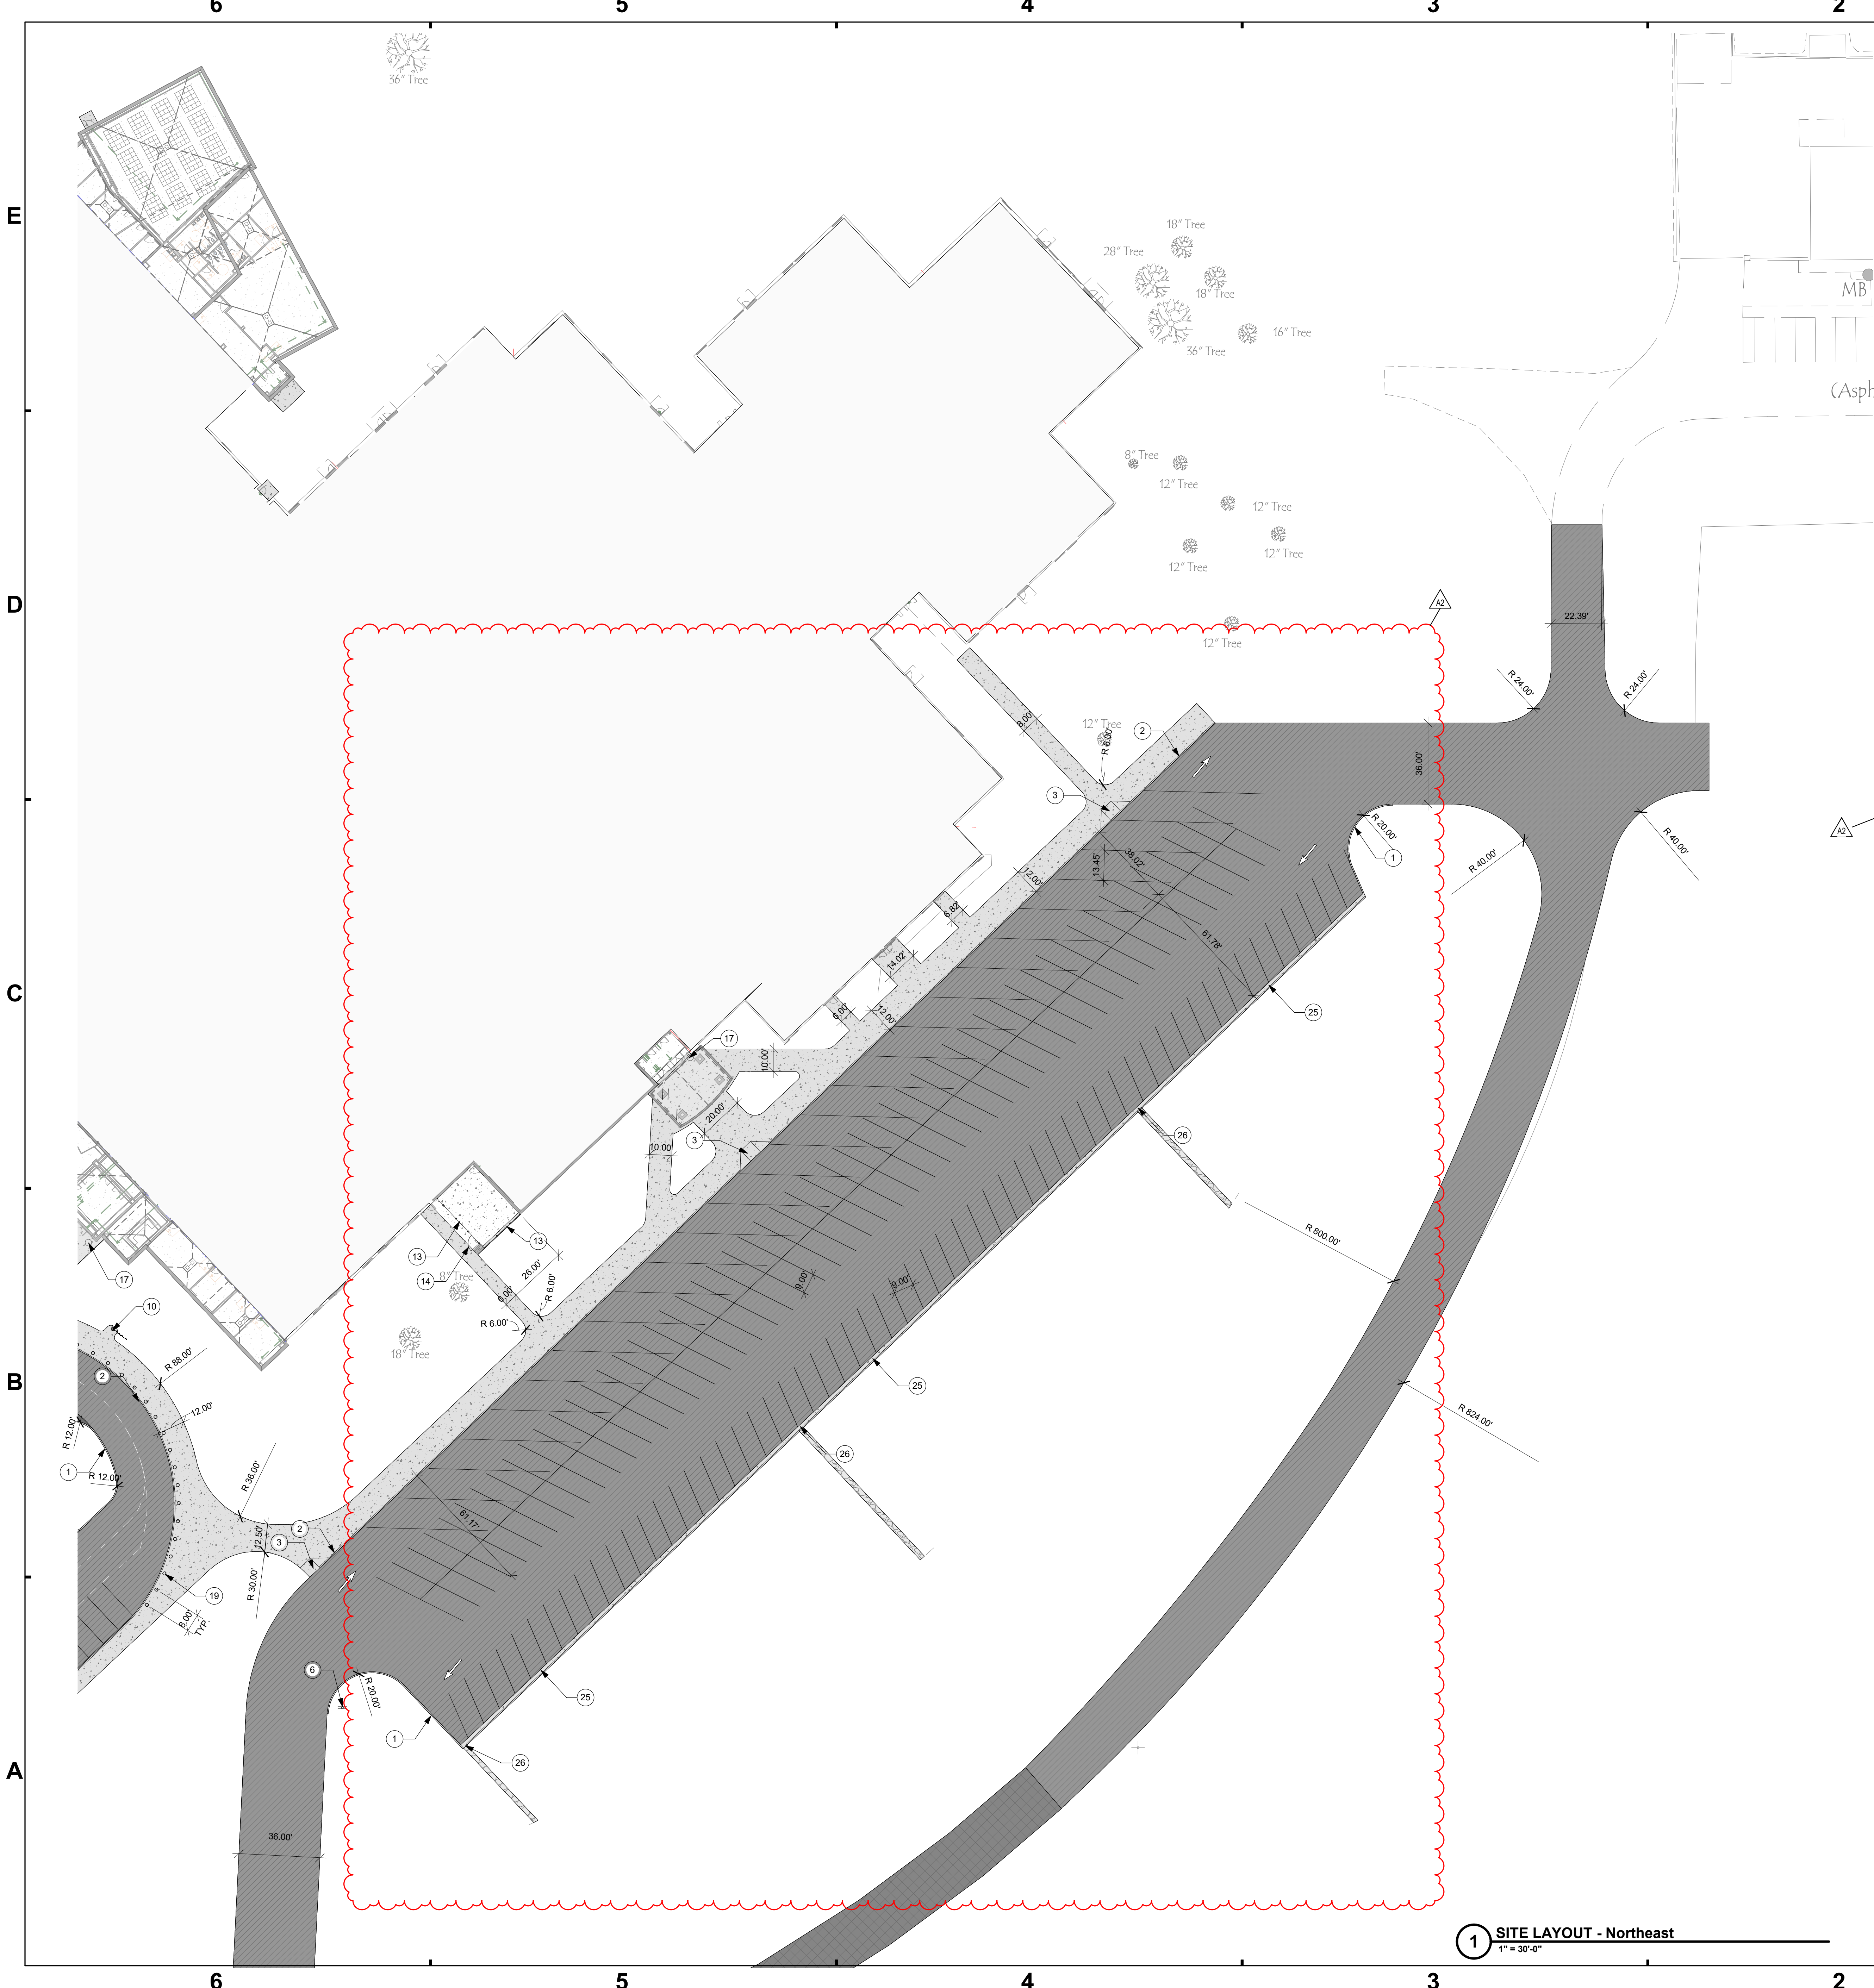 6 5 4 3 2
36" Tree
E
18" Tree
28" Tree
18" Tree
MB
16" Tree
36" Tree
(Asph
8" Tree
12" Tree
12" Tree
12" Tree
12" Tree
D
A2
22.39'
12" Tree
R 24.00'
R 24.00'
8.00'
12" Tree
R 6.00'
2
36.00'
3
A2
R 20.00'
1
R 40.00'
R 40.00'
38.02'
13.45'
12.00'
6.82'
61.78'
14.02'
C
6.00'
12.00'
25
17
10.00'
20.00'
3
10.00'
26
R 800.00'
13
13
14
17
8" Tree
26.00'
6.00'
R 6.00'
9.00'
9.00'
10
R 6.00'
18" Tree
R 88.00'
B
2
25
12.00'
R 824.00'
R 12.00'
26
1
R 12.00'
R 36.00'
61.17'
2
12.50'
3
R 30.00'
19
8.00'
TYP.
6
R 20.00'
25
1
26
A
36.00'
1
SITE LAYOUT - Northeast
1" = 30'-0"
6 5 4 3 2